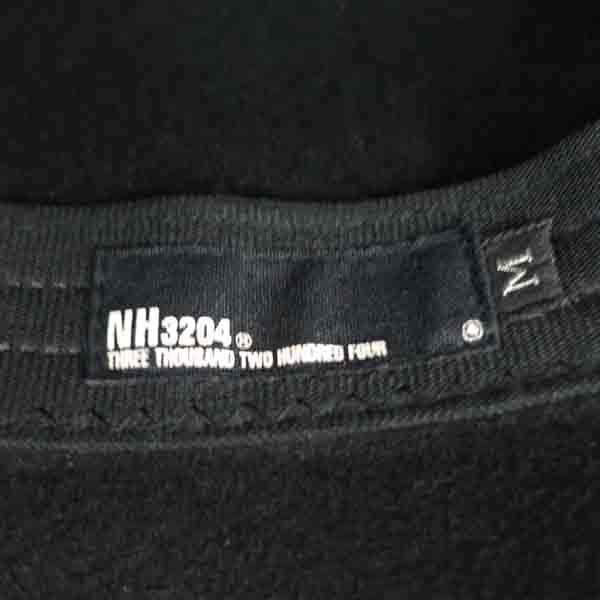 NH3204®
THREE THOUSAND TWO HUNDRED FOUR
M